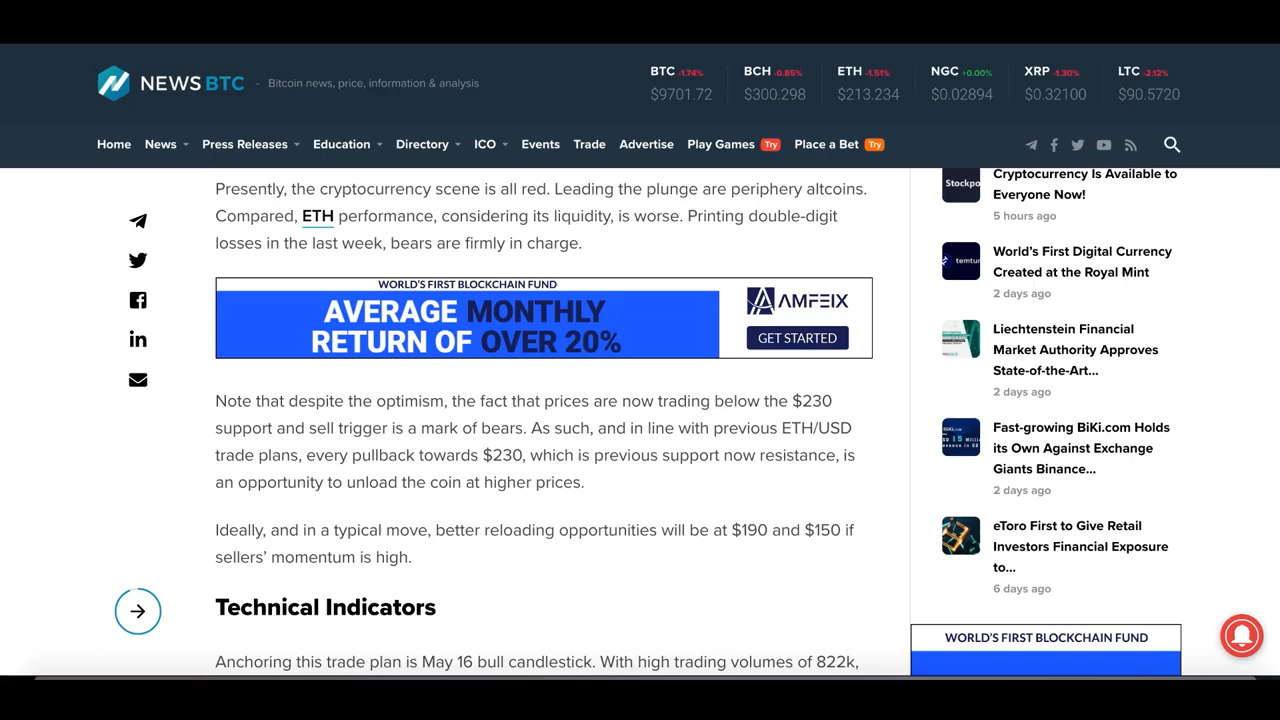 NEWS BTC - Bitcoin news, price, information & analysis
BTC -1.74% BCH -0.85% ETH -1.51% NGC +0.00% XRP -1.30% LTC -2.12%
$9701.72 $300.298 $213.234 $0.02894 $0.32100 $90.5720
Home News Press Releases Education Directory ICO Events Trade Advertise Play Games Try Place a Bet Try
Presently, the cryptocurrency scene is all red. Leading the plunge are periphery altcoins.
Compared, ETH performance, considering its liquidity, is worse. Printing double-digit
losses in the last week, bears are firmly in charge.
WORLD'S FIRST BLOCKCHAIN FUND
AVERAGE MONTHLY
RETURN OF OVER 20%
AMFEIX
GET STARTED
Note that despite the optimism, the fact that prices are now trading below the $230
support and sell trigger is a mark of bears. As such, and in line with previous ETH/USD
trade plans, every pullback towards $230, which is previous support now resistance, is
an opportunity to unload the coin at higher prices.
Ideally, and in a typical move, better reloading opportunities will be at $190 and $150 if
sellers' momentum is high.
Technical Indicators
Anchoring this trade plan is May 16 bull candlestick. With high trading volumes of 822k,
Stockpo
Cryptocurrency Is Available to
Everyone Now!
5 hours ago
temtu
World's First Digital Currency
Created at the Royal Mint
2 days ago
Liechtenstein Financial
Market Authority Approves
State-of-the-Art...
2 days ago
Fast-growing BiKi.com Holds
its Own Against Exchange
Giants Binance...
2 days ago
eToro First to Give Retail
Investors Financial Exposure
to...
6 days ago
WORLD'S FIRST BLOCKCHAIN FUND